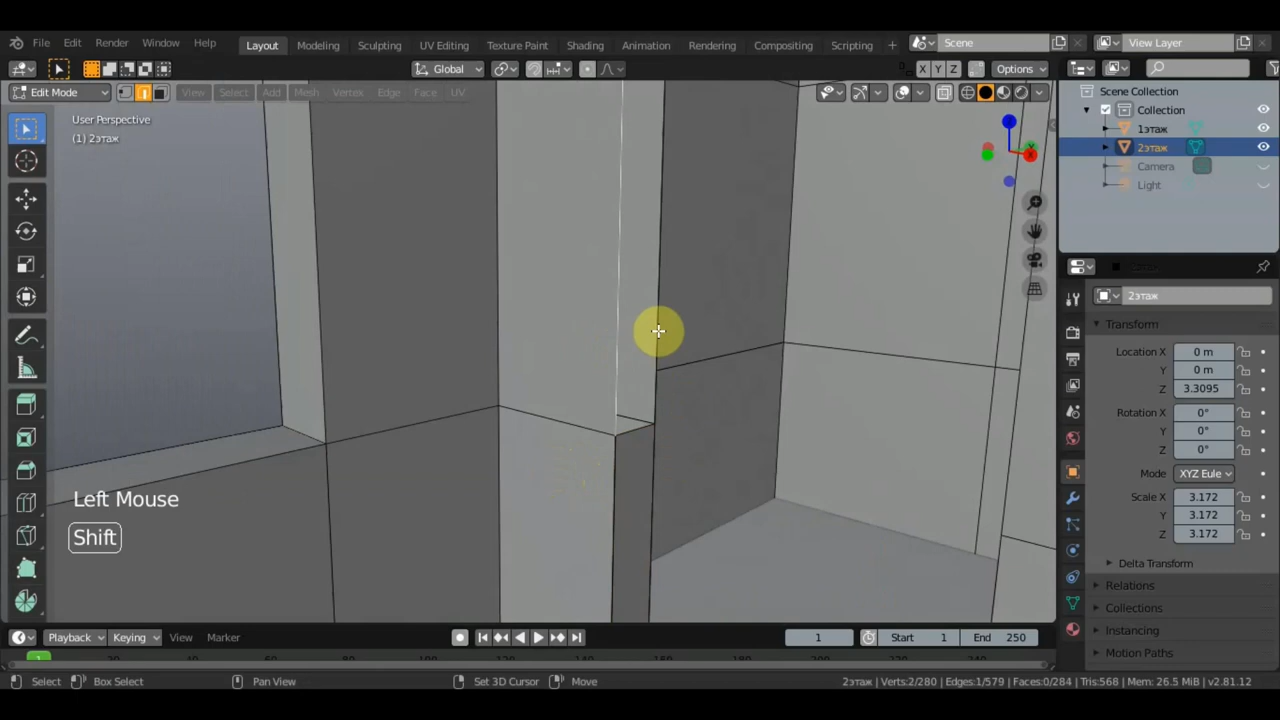 File Edit Render Window Help Layout Modeling Sculpting UV Editing Texture Paint Shading Animation Rendering Compositing Scripting Scene View Layer
Global X Y Z Options
Edit Mode View Select Add Mesh Vertex Edge Face UV
User Perspective
(1) 2этаж
Scene Collection
Collection
1этаж
2этаж
Camera
Light
2этаж
Transform
Location X 0 m
Y 0 m
Z 3.3095
Rotation X 0°
Y 0°
Z 0°
Mode XYZ Eule
Scale X 3.172
Y 3.172
Z 3.172
Delta Transform
Relations
Collections
Instancing
Motion Paths
Left Mouse
Shift
Playback Keying View Marker 1 Start 1 End 250
Select Box Select Pan View Set 3D Cursor Move 2этаж | Verts:2/280 | Edges:1/579 | Faces:0/284 | Tris:568 | Mem: 26.5 MiB | v2.81.12